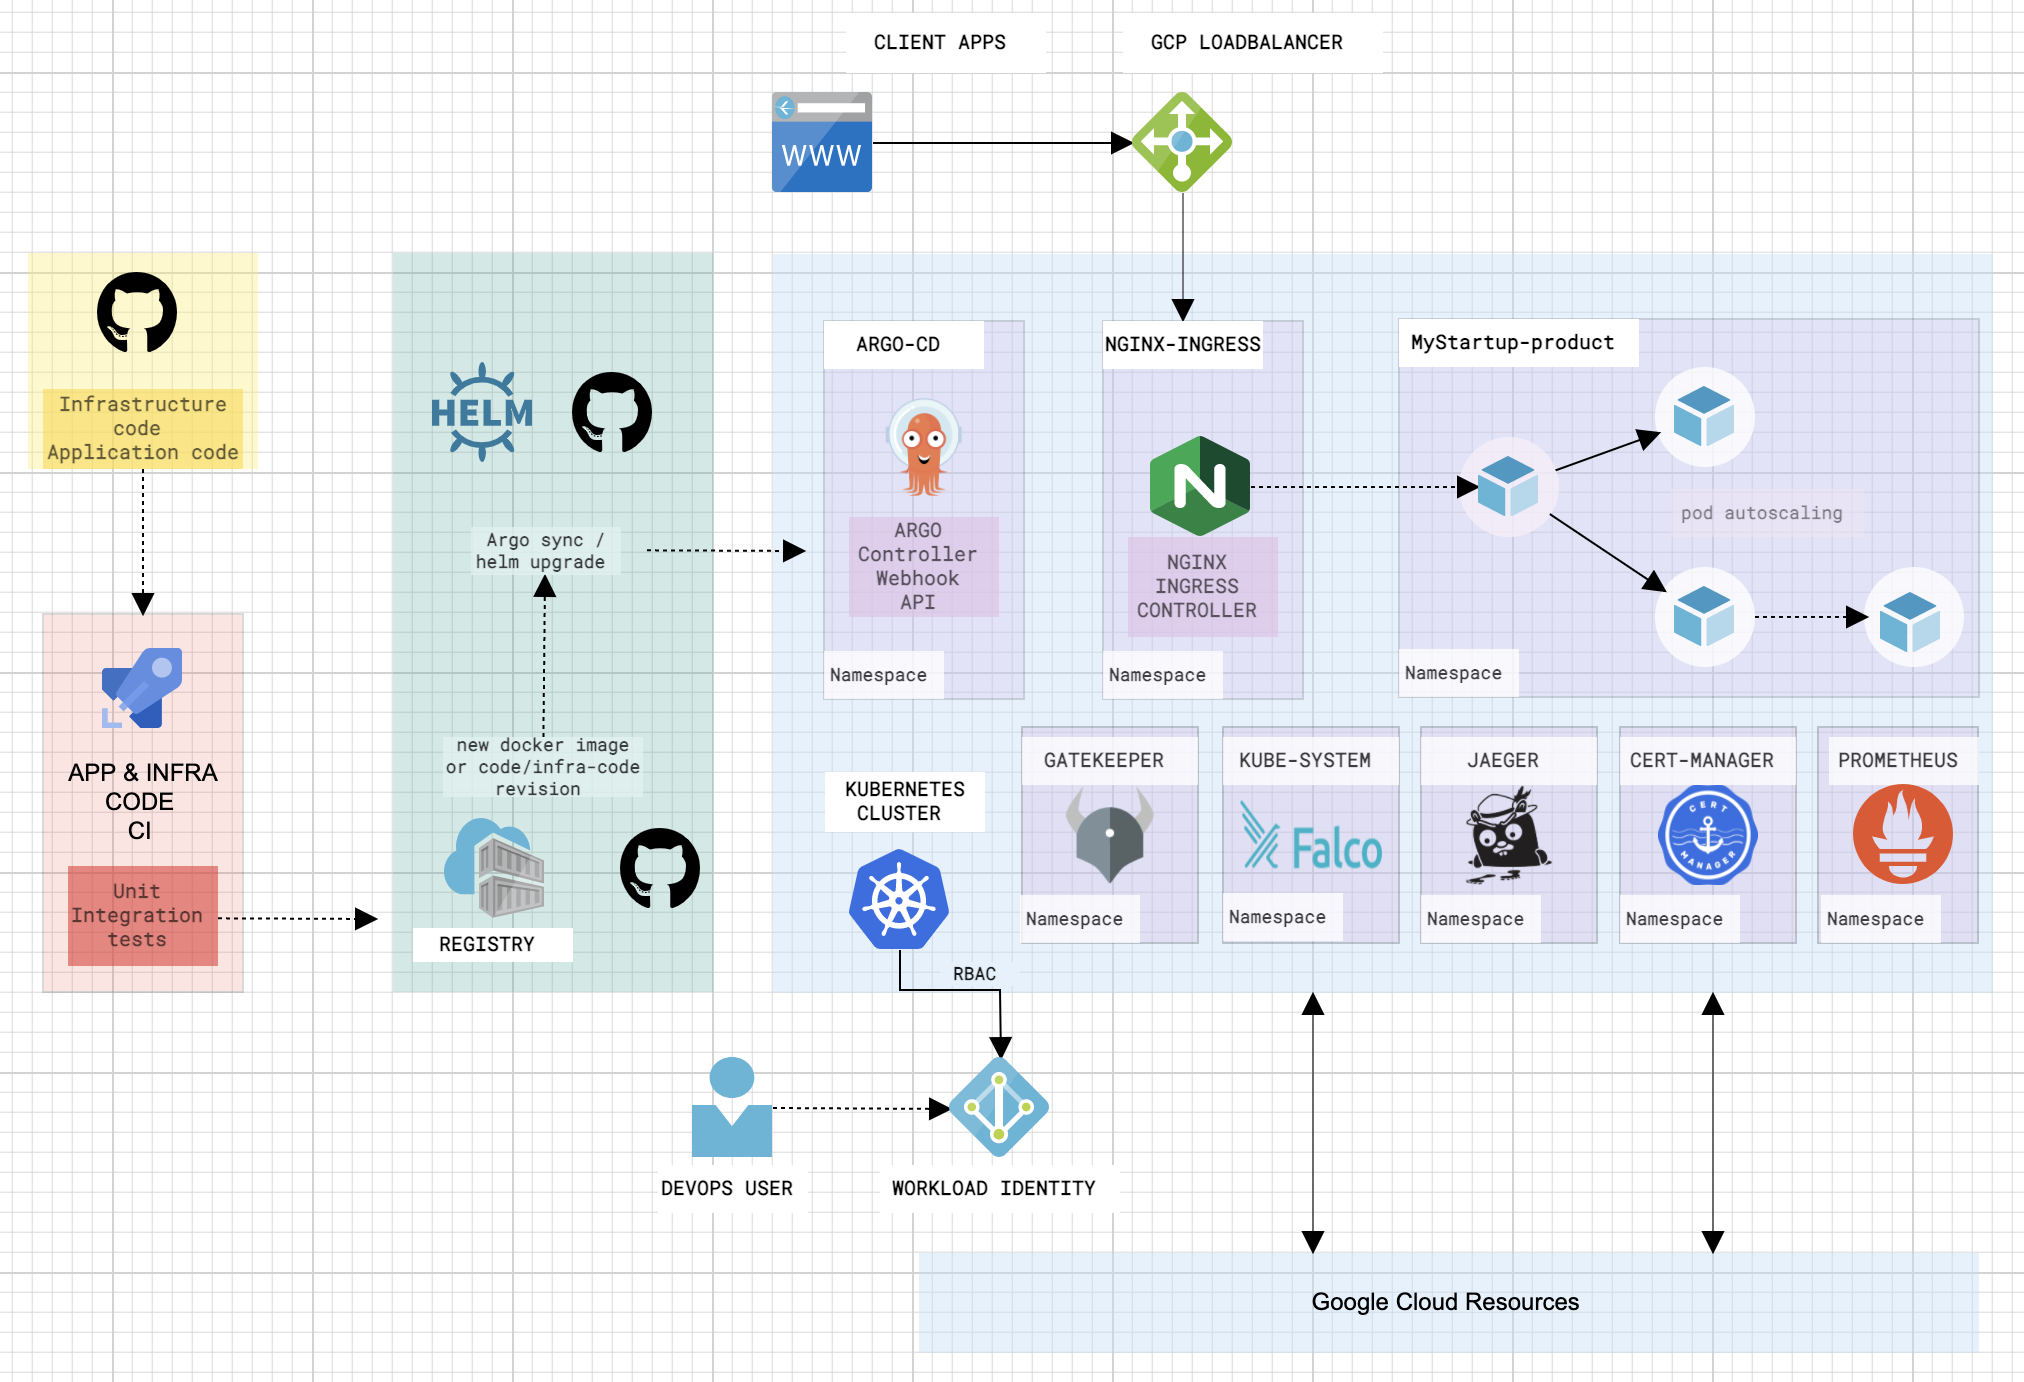 CLIENT APPS
GCP LOADBALANCER
WWW
Infrastructure
code
Application code
APP & INFRA
CODE
CI
Unit
Integration
tests
HELM
Argo sync /
helm upgrade
new docker image
or code/infra-code
revision
REGISTRY
ARGO-CD
ARGO
Controller
Webhook
API
Namespace
NGINX-INGRESS
N
NGINX
INGRESS
CONTROLLER
Namespace
MyStartup-product
pod autoscaling
Namespace
KUBERNETES
CLUSTER
RBAC
GATEKEEPER
Namespace
KUBE-SYSTEM
Falco
Namespace
JAEGER
Namespace
CERT-MANAGER
CERT
MANAGER
Namespace
PROMETHEUS
Namespace
DEVOPS USER
WORKLOAD IDENTITY
Google Cloud Resources